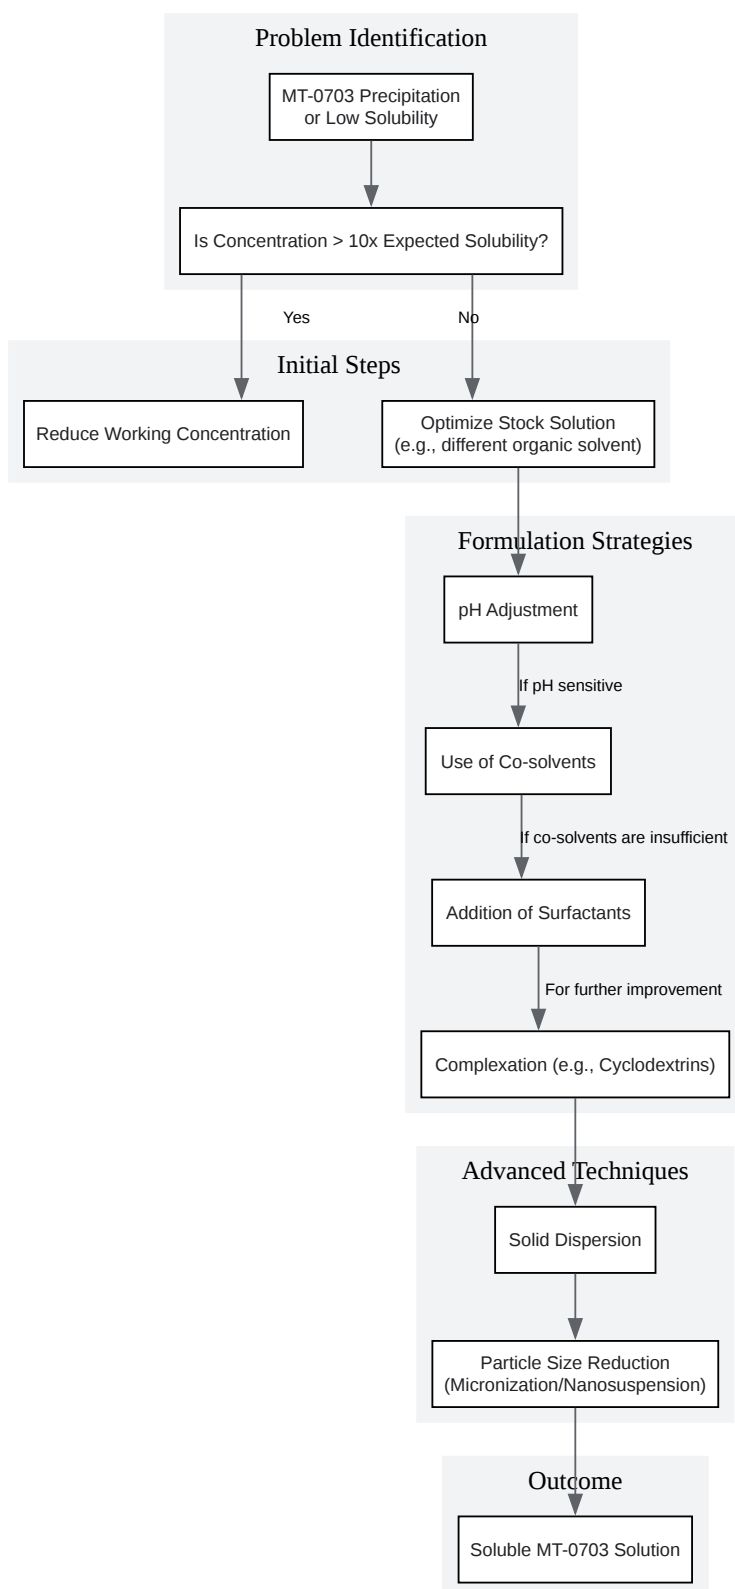 Problem Identification
MT-0703 Precipitation
or Low Solubility
Is Concentration > 10x Expected Solubility?
Yes
No
Initial Steps
Reduce Working Concentration
Optimize Stock Solution
(e.g., different organic solvent)
Formulation Strategies
pH Adjustment
If pH sensitive
Use of Co-solvents
If co-solvents are insufficient
Addition of Surfactants
For further improvement
Complexation (e.g., Cyclodextrins)
Advanced Techniques
Solid Dispersion
Particle Size Reduction
(Micronization/Nanosuspension)
Outcome
Soluble MT-0703 Solution